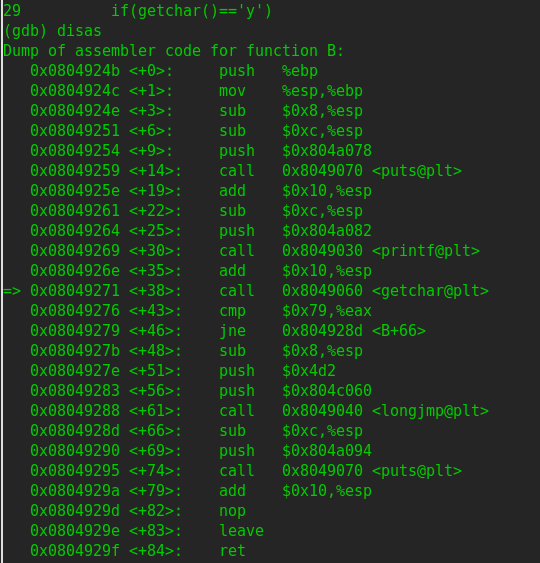 29          if(getchar()=='y')
(gdb) disas
Dump of assembler code for function B:
   0x0804924b <+0>:     push   %ebp
   0x0804924c <+1>:     mov    %esp,%ebp
   0x0804924e <+3>:     sub    $0x8,%esp
   0x08049251 <+6>:     sub    $0xc,%esp
   0x08049254 <+9>:     push   $0x804a078
   0x08049259 <+14>:    call   0x8049070 <puts@plt>
   0x0804925e <+19>:    add    $0x10,%esp
   0x08049261 <+22>:    sub    $0xc,%esp
   0x08049264 <+25>:    push   $0x804a082
   0x08049269 <+30>:    call   0x8049030 <printf@plt>
   0x0804926e <+35>:    add    $0x10,%esp
=> 0x08049271 <+38>:    call   0x8049060 <getchar@plt>
   0x08049276 <+43>:    cmp    $0x79,%eax
   0x08049279 <+46>:    jne    0x804928d <B+66>
   0x0804927b <+48>:    sub    $0x8,%esp
   0x0804927e <+51>:    push   $0x4d2
   0x08049283 <+56>:    push   $0x804c060
   0x08049288 <+61>:    call   0x8049040 <longjmp@plt>
   0x0804928d <+66>:    sub    $0xc,%esp
   0x08049290 <+69>:    push   $0x804a094
   0x08049295 <+74>:    call   0x8049070 <puts@plt>
   0x0804929a <+79>:    add    $0x10,%esp
   0x0804929d <+82>:    nop
   0x0804929e <+83>:    leave
   0x0804929f <+84>:    ret